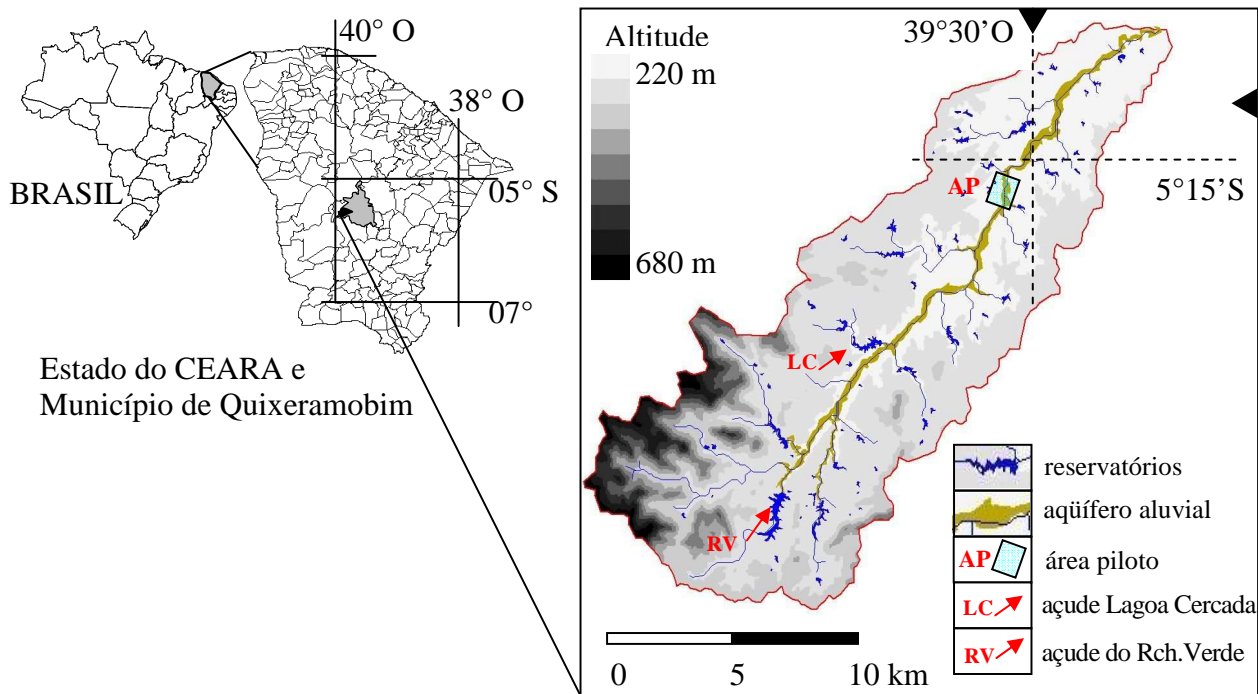 40° O
38° O
BRASIL
05° S
07°
Estado do CEARA e
Município de Quixeramobim
Altitude
220 m
680 m
39°30’O
5°15’S
AP
LC
RV
reservatórios
aqüífero aluvial
AP
área piloto
LC
açude Lagoa Cercada
RV
açude do Rch.Verde
0
5
10 km